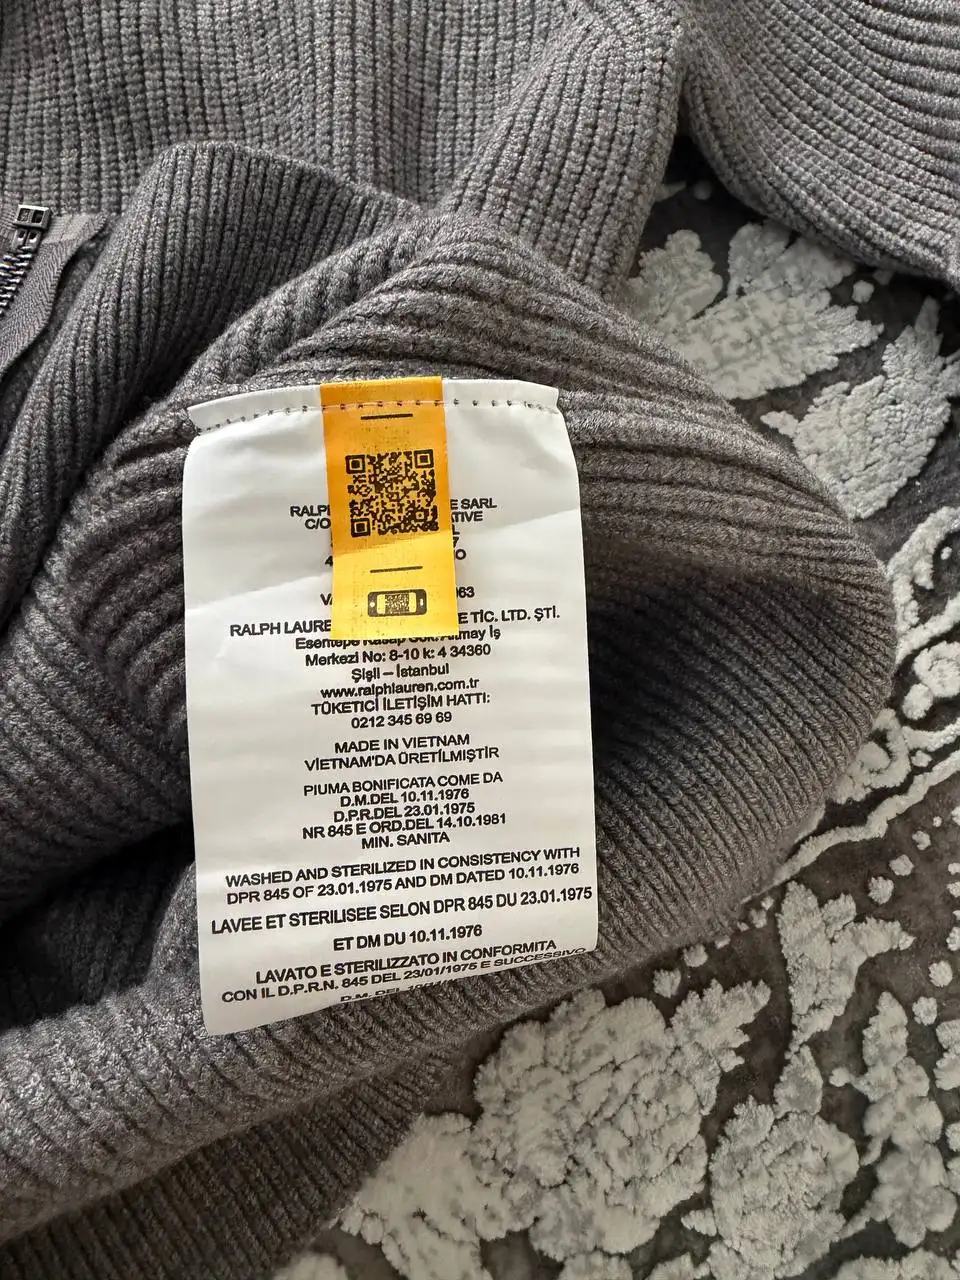 E SARL
C/O
RALPH LAURE E TİC. LTD. ŞTİ.
Esentepe Kasap Sok. İş
Merkezi No: 8-10 k: 4 34360
Şişli – İstanbul
www.ralphlauren.com.tr
TÜKETİCİ İLETİŞİM HATTI:
0212 345 69 69
MADE IN VIETNAM
VİETNAM'DA ÜRETİLMİŞTİR
PIUMA BONIFICATA COME DA
D.M.DEL 10.11.1976
D.P.R.DEL 23.01.1975
NR 845 E ORD.DEL 14.10.1981
MIN. SANITA
WASHED AND STERILIZED IN CONSISTENCY WITH
DPR 845 OF 23.01.1975 AND DM DATED 10.11.1976
LAVEE ET STERILISEE SELON DPR 845 DU 23.01.1975
ET DM DU 10.11.1976
LAVATO E STERILIZZATO IN CONFORMITA
CON IL D.P.R.N. 845 DEL 23/01/1975 E SUCCESSIVO
D.M. DEL